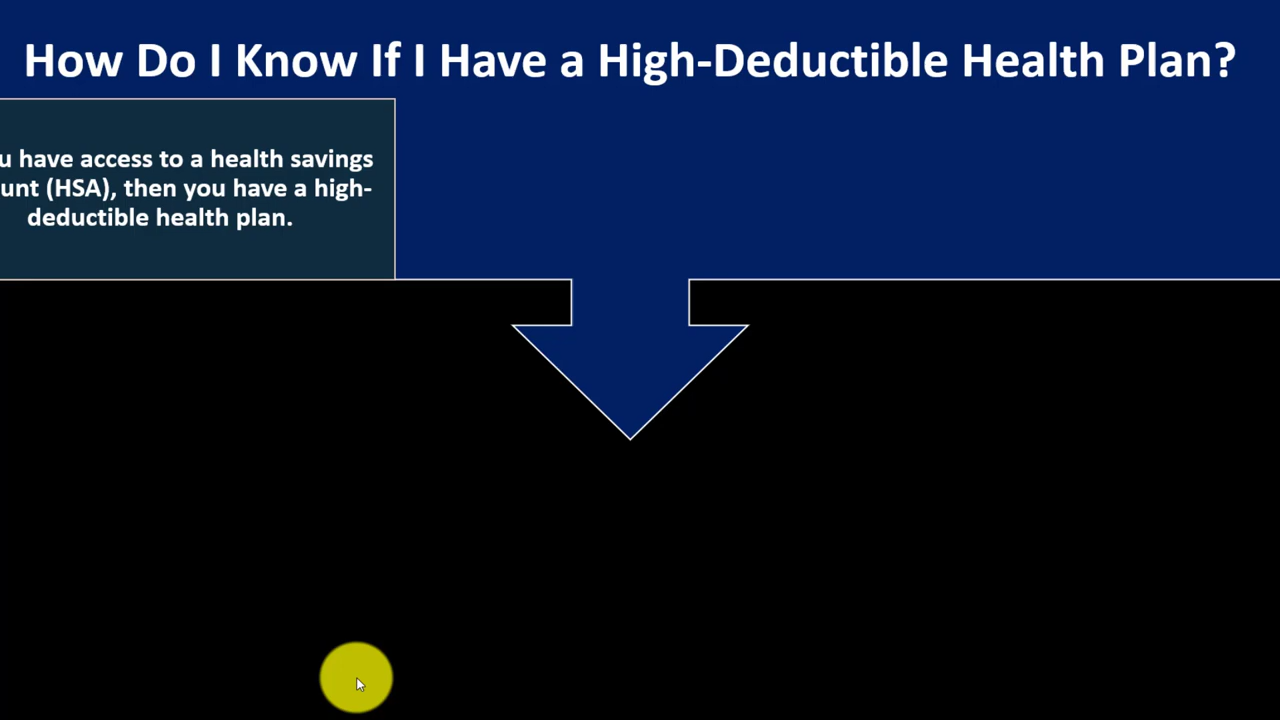 How Do I Know If I Have a High-Deductible Health Plan?
have access to a health savings
(HSA), then you have a high-
deductible health plan.